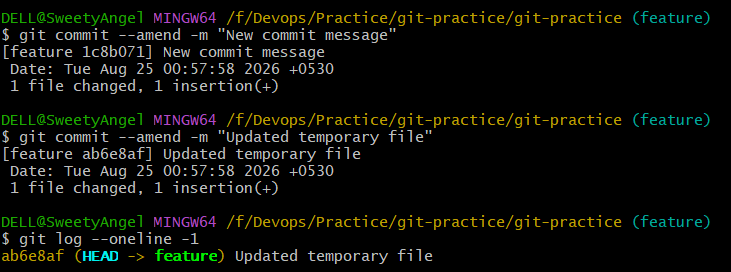 DELL@SweetyAngel MINGW64 /f/Devops/Practice/git-practice/git-practice (feature)
$ git commit --amend -m "New commit message"
[feature 1c8b071] New commit message
 Date: Tue Aug 25 00:57:58 2026 +0530
 1 file changed, 1 insertion(+)

DELL@SweetyAngel MINGW64 /f/Devops/Practice/git-practice/git-practice (feature)
$ git commit --amend -m "Updated temporary file"
[feature ab6e8af] Updated temporary file
 Date: Tue Aug 25 00:57:58 2026 +0530
 1 file changed, 1 insertion(+)

DELL@SweetyAngel MINGW64 /f/Devops/Practice/git-practice/git-practice (feature)
$ git log --oneline -1
ab6e8af (HEAD -> feature) Updated temporary file